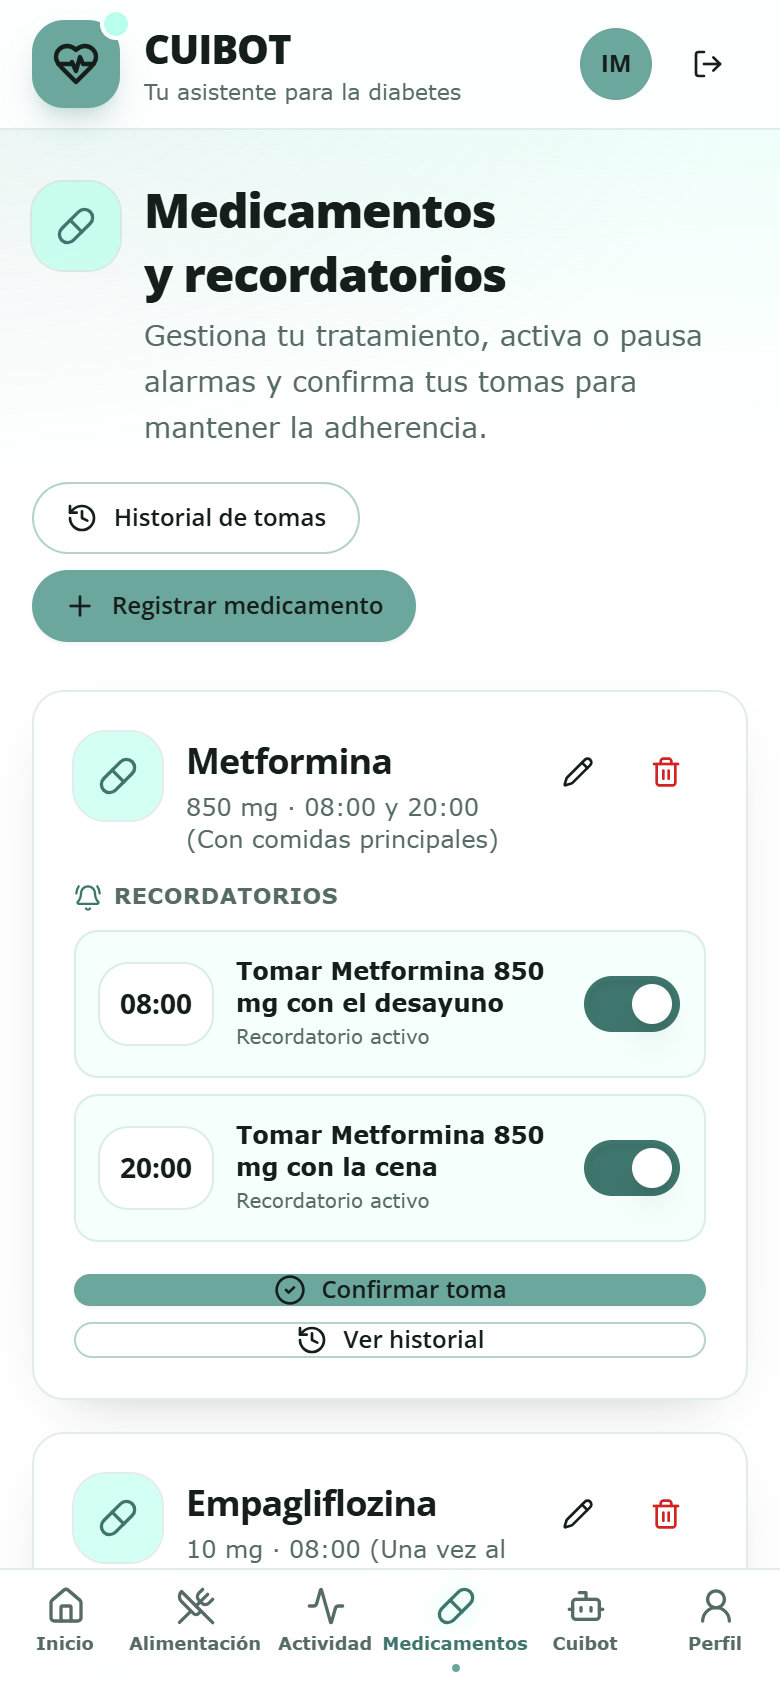 CUIBOT
Tu asistente para la diabetes
IM
Medicamentos
y recordatorios
Gestiona tu tratamiento, activa o pausa
alarmas y confirma tus tomas para
mantener la adherencia.
Historial de tomas
Registrar medicamento
Metformina
850 mg · 08:00 y 20:00
(Con comidas principales)
RECORDATORIOS
08:00
Tomar Metformina 850
mg con el desayuno
Recordatorio activo
20:00
Tomar Metformina 850
mg con la cena
Recordatorio activo
Confirmar toma
Ver historial
Empagliflozina
10 mg · 08:00 (Una vez al
Inicio
Alimentación
Actividad
Medicamentos
Cuibot
Perfil